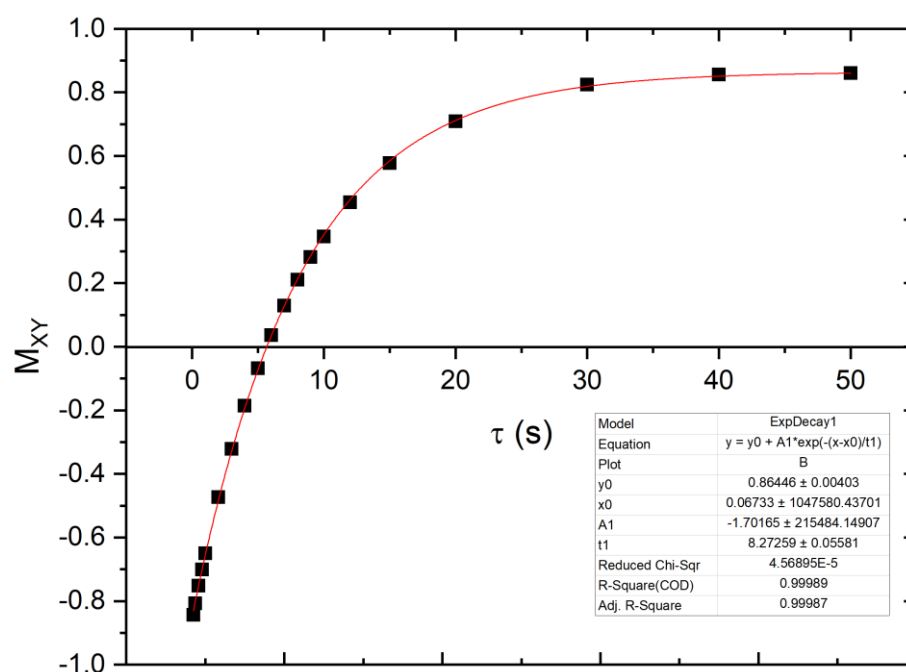 1.0
0.8
0.6
0.4
0.2
0.0
-0.2
-0.4
-0.6
-0.8
-1.0
M_XY
0 10 20 30 40 50
τ (s)
Model ExpDecay1
Equation y = y0 + A1*exp(-(x-x0)/t1)
Plot B
y0 0.86446 ± 0.00403
x0 0.06733 ± 1047580.43701
A1 -1.70165 ± 215484.14907
t1 8.27259 ± 0.05581
Reduced Chi-Sqr 4.56895E-5
R-Square(COD) 0.99989
Adj. R-Square 0.99987